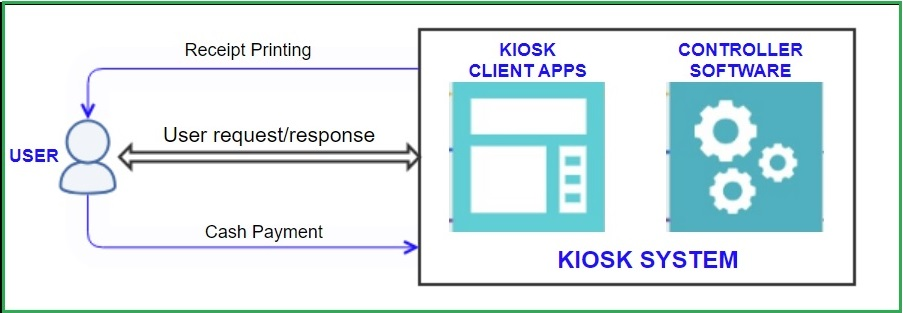 Receipt Printing
KIOSK
CLIENT APPS
CONTROLLER
SOFTWARE
User request/response
USER
Cash Payment
KIOSK SYSTEM